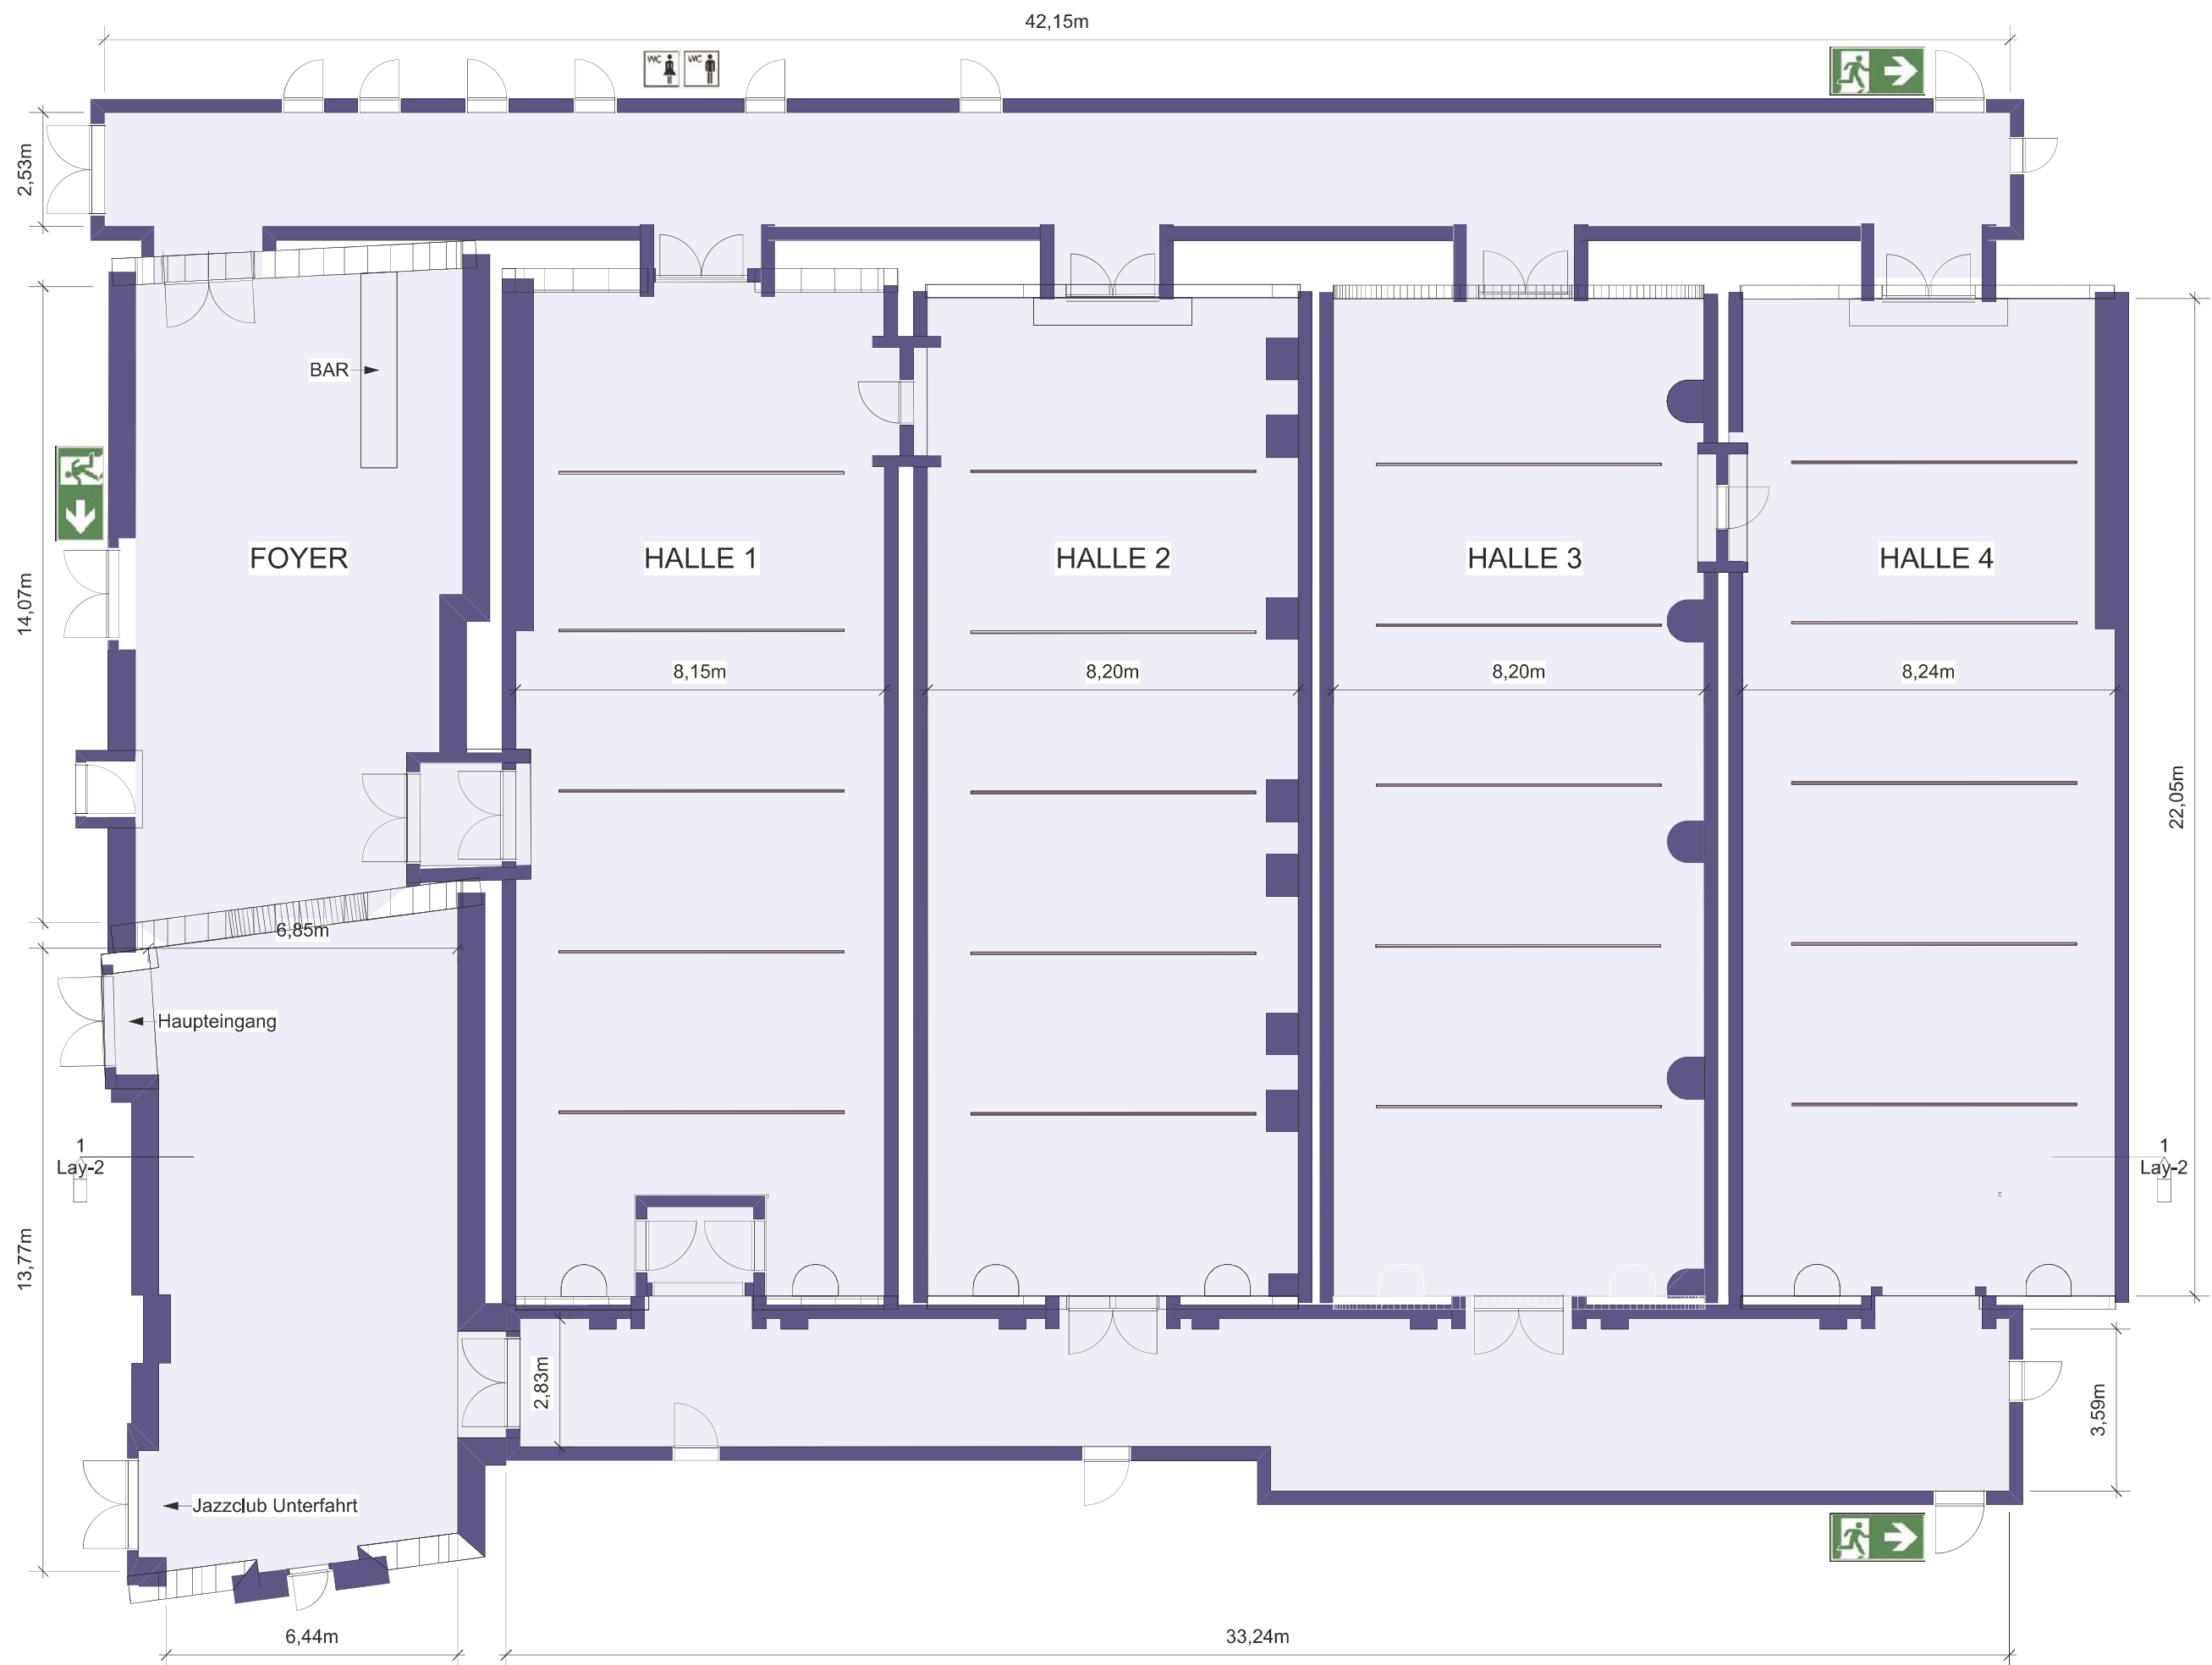 42,15m
WC WC
2,53m
BAR
FOYER
HALLE 1
HALLE 2
HALLE 3
HALLE 4
14,07m
8,15m
8,20m
8,20m
8,24m
22,05m
6,85m
Haupteingang
1
Lay-2
1
Lay-2
13,77m
2,83m
3,59m
Jazzclub Unterfahrt
6,44m
33,24m